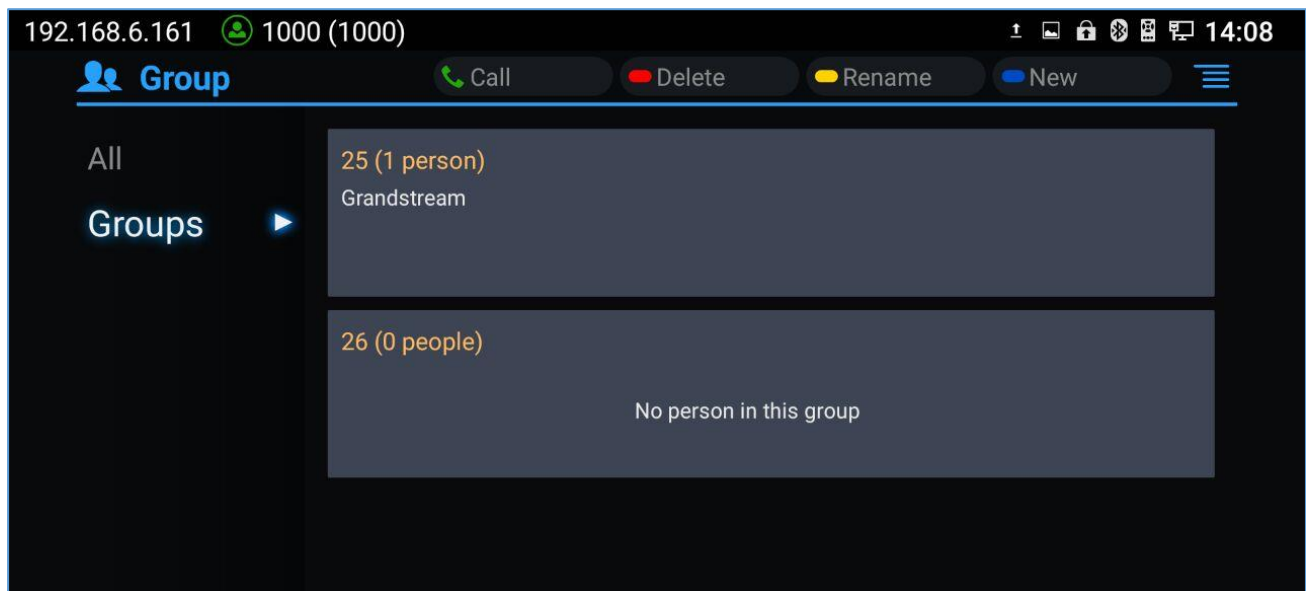 192.168.6.161 1000 (1000) 14:08
Group Call Delete Rename New
All
Groups
25 (1 person)
Grandstream
26 (0 people)
No person in this group